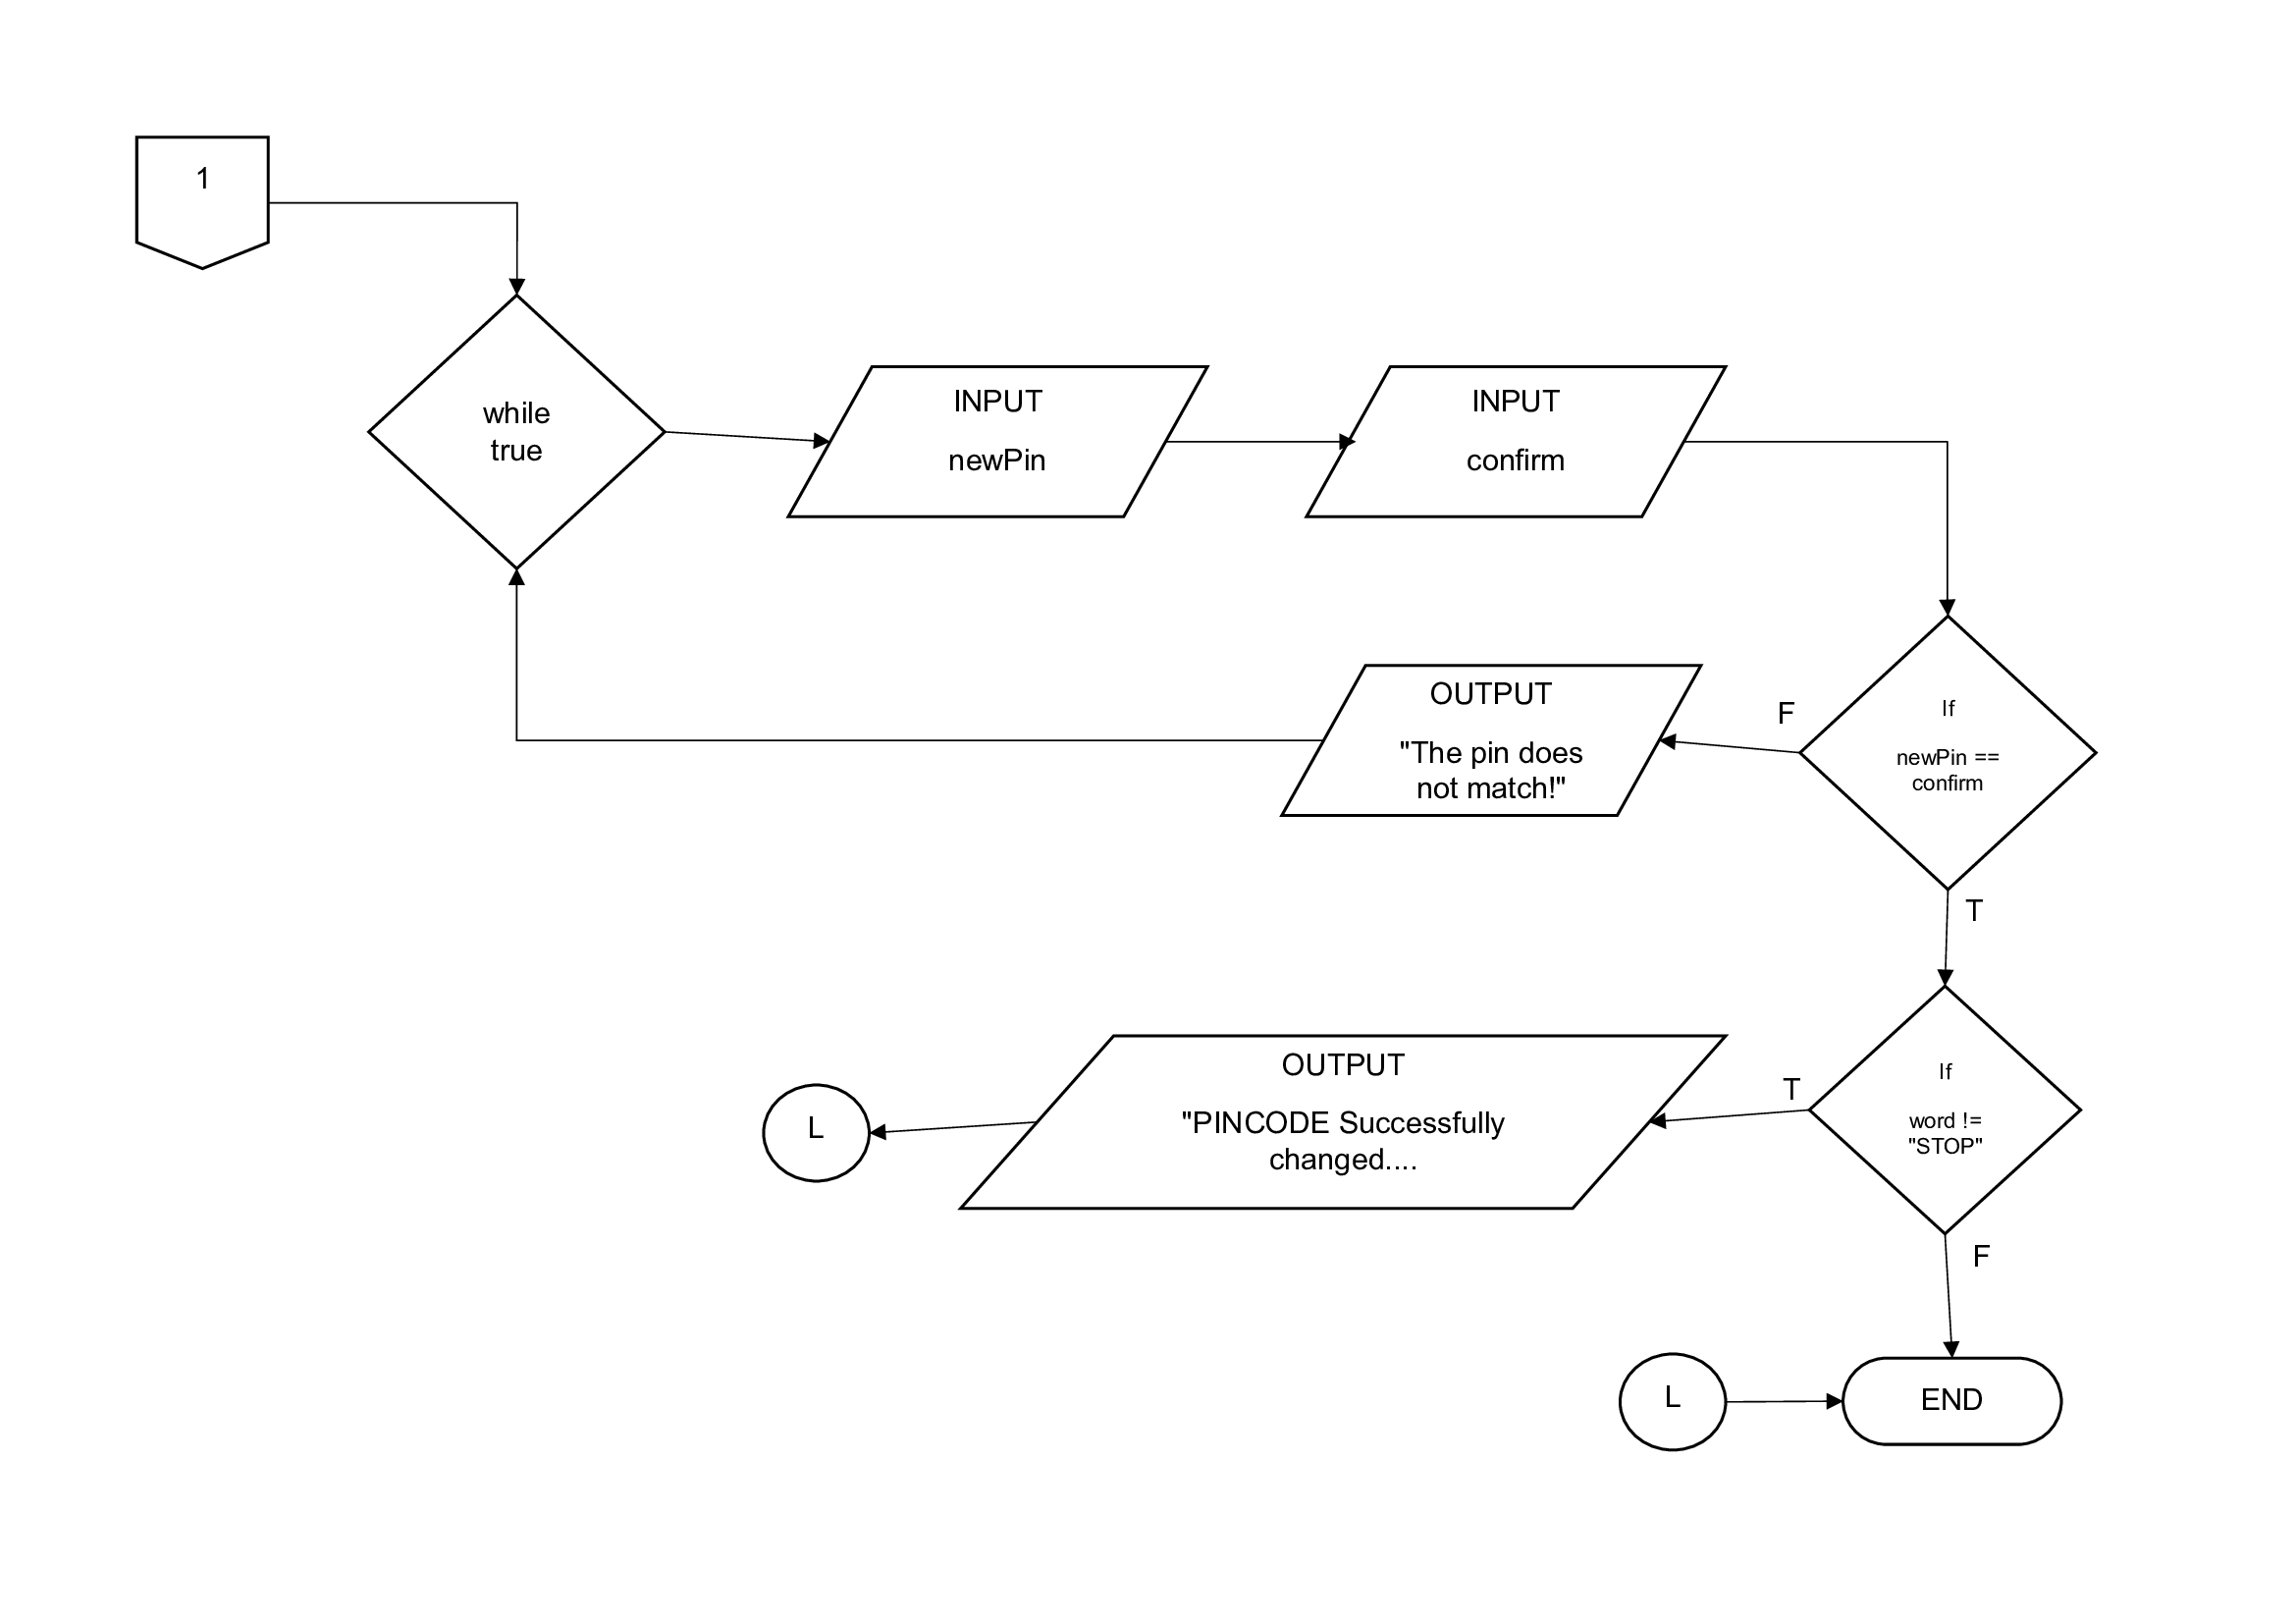 1
while
true
INPUT
newPin
INPUT
confirm
If
newPin ==
confirm
F
OUTPUT
"The pin does
not match!"
T
If
word !=
"STOP"
T
OUTPUT
"PINCODE Successfully
changed....
L
F
L
END